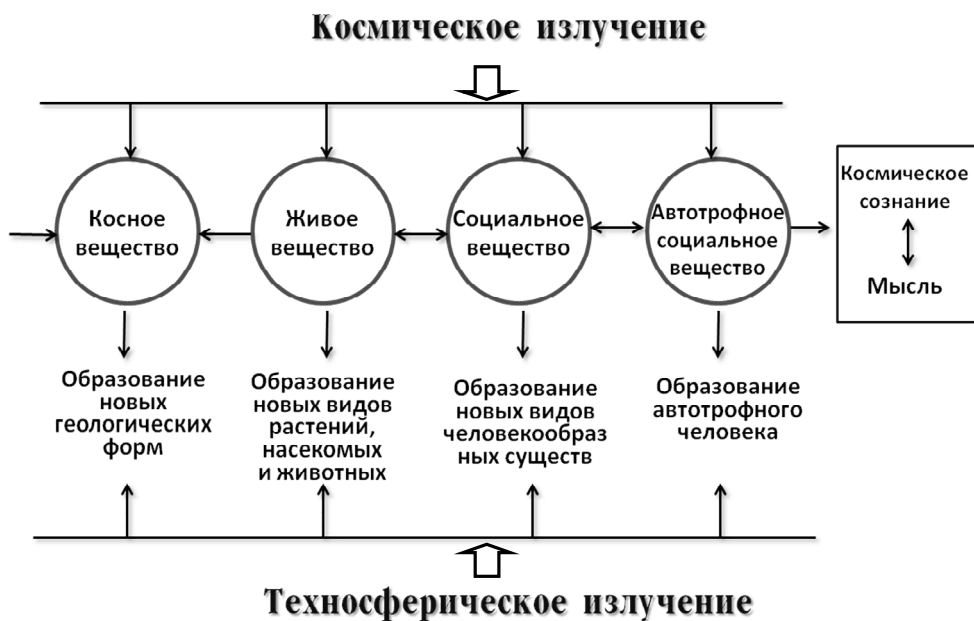 Космическое излучение
Косное
вещество
Живое
вещество
Социальное
вещество
Автотрофное
социальное
вещество
Космическое
сознание
Мысль
Образование
новых
геологических
форм
Образование
новых видов
растений,
насекомых
и животных
Образование
новых видов
человекообраз
ных существ
Образование
автотрофного
человека
Техносферическое излучение